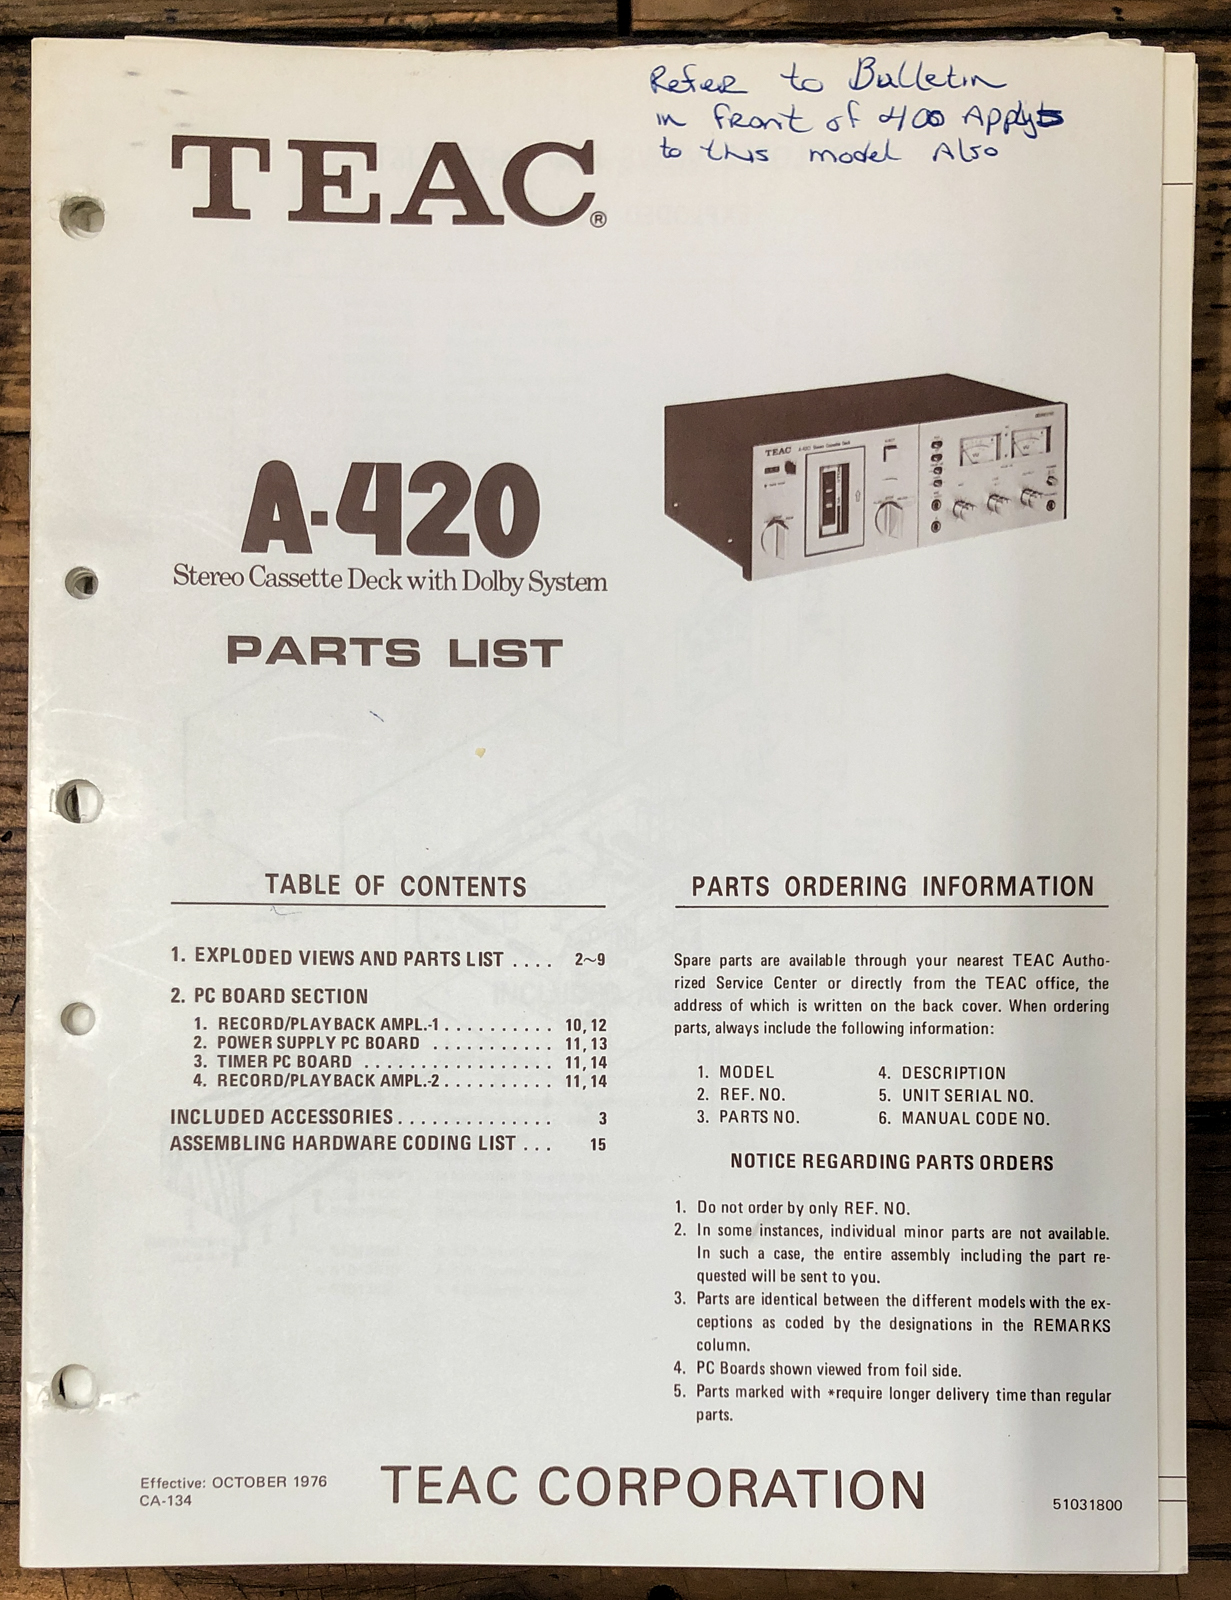 Refer to Bulletin
in front of 400 Applys
to this model Also
TEAC®
A-420
Stereo Cassette Deck with Dolby System
PARTS LIST
TEAC A-420 Stereo Cassette Deck
TABLE OF CONTENTS
1. EXPLODED VIEWS AND PARTS LIST .... 2~9
2. PC BOARD SECTION
1. RECORD/PLAYBACK AMPL.-1 .......... 10, 12
2. POWER SUPPLY PC BOARD ........... 11, 13
3. TIMER PC BOARD ................. 11, 14
4. RECORD/PLAYBACK AMPL.-2 .......... 11, 14
INCLUDED ACCESSORIES .............. 3
ASSEMBLING HARDWARE CODING LIST ... 15
PARTS ORDERING INFORMATION
Spare parts are available through your nearest TEAC Autho-
rized Service Center or directly from the TEAC office, the
address of which is written on the back cover. When ordering
parts, always include the following information:
1. MODEL 4. DESCRIPTION
2. REF. NO. 5. UNIT SERIAL NO.
3. PARTS NO. 6. MANUAL CODE NO.
NOTICE REGARDING PARTS ORDERS
1. Do not order by only REF. NO.
2. In some instances, individual minor parts are not available.
In such a case, the entire assembly including the part re-
quested will be sent to you.
3. Parts are identical between the different models with the ex-
ceptions as coded by the designations in the REMARKS
column.
4. PC Boards shown viewed from foil side.
5. Parts marked with *require longer delivery time than regular
parts.
Effective: OCTOBER 1976
CA-134
TEAC CORPORATION
51031800